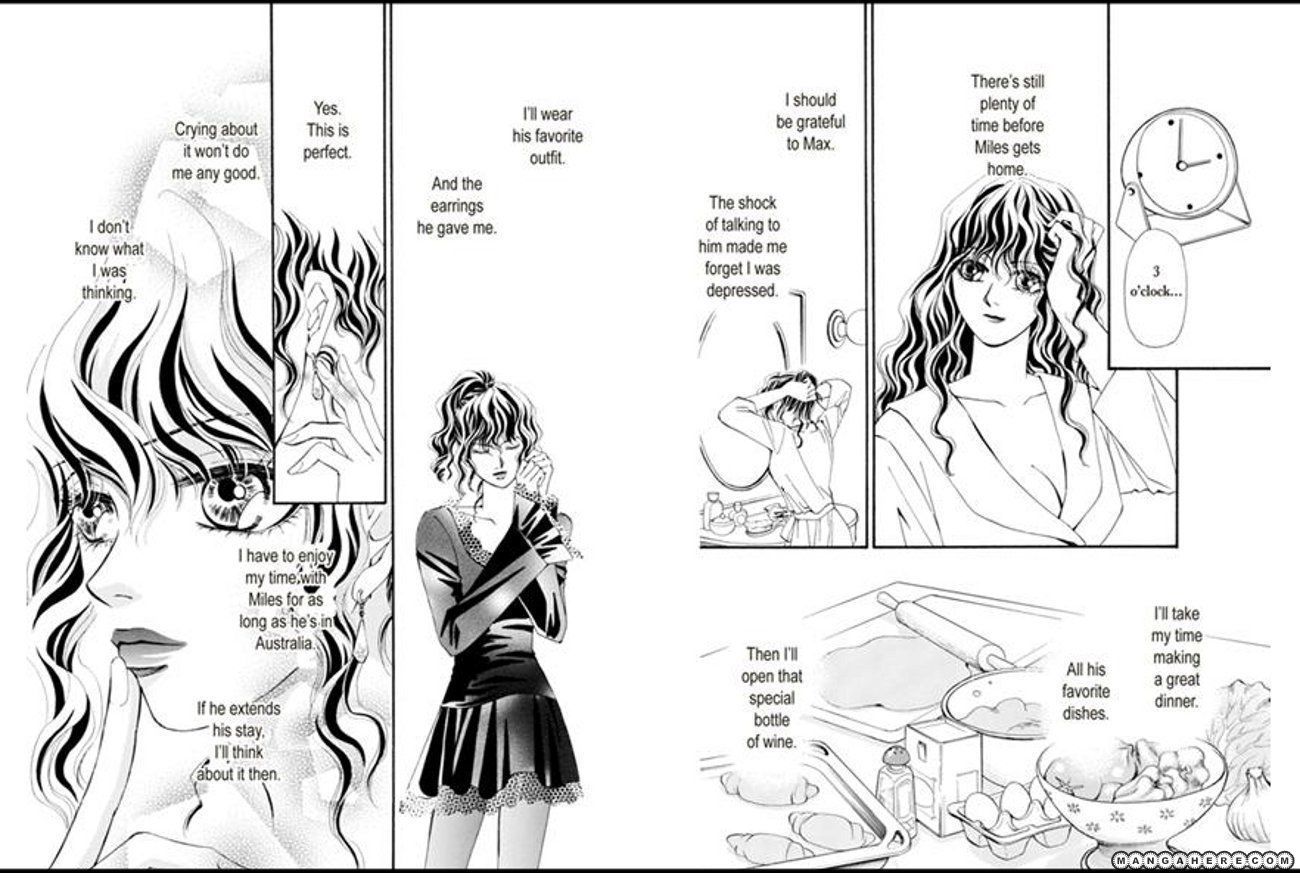 3
o'clock...
There's still
plenty of
time before
Miles gets
home.
I should
be grateful
to Max.
The shock
of talking to
him made me
forget I was
depressed.
I'll take
my time
making
a great
dinner.
All his
favorite
dishes.
Then I'll
open that
special
bottle
of wine.
I'll wear
his favorite
outfit.
And the
earrings
he gave me.
Yes.
This is
perfect.
Crying about
it won't do
me any good.
I don't
know what
I was
thinking.
I have to enjoy
my time with
Miles for as
long as he's in
Australia.
If he extends
his stay,
I'll think
about it then.
MANGAHERE.COM